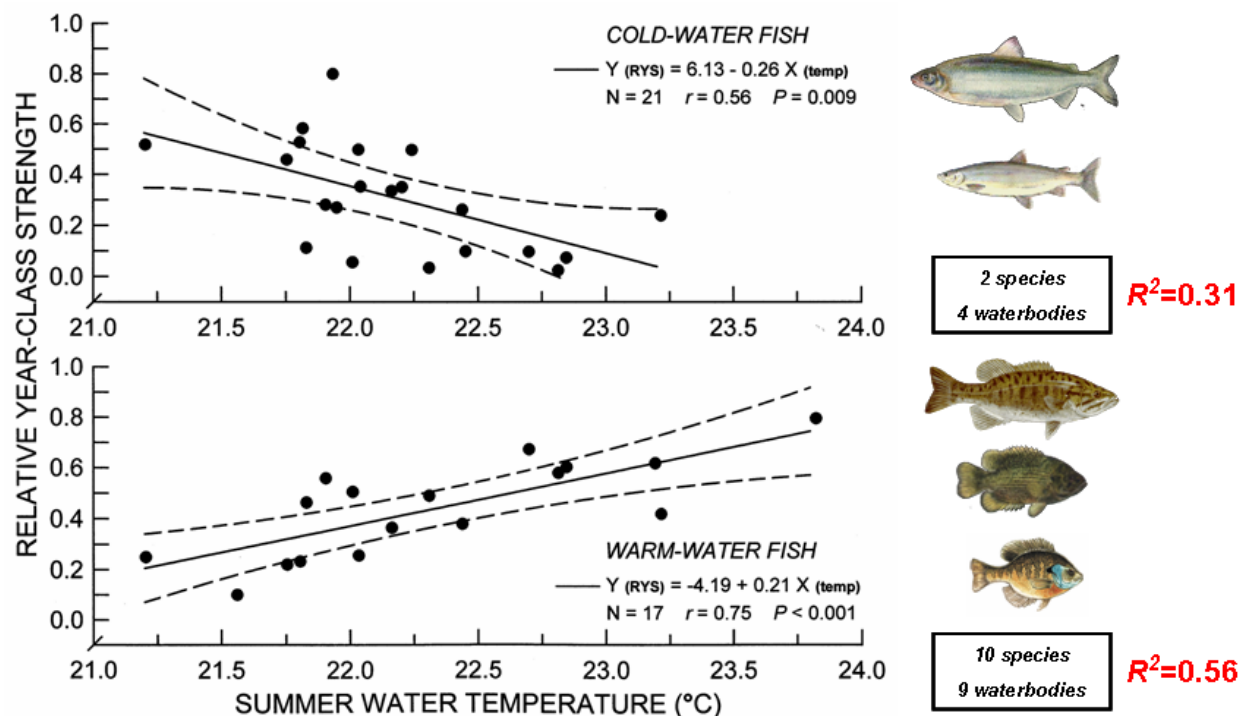 COLD-WATER FISH
Y (RYS) = 6.13 - 0.26 X (temp)
N = 21 r = 0.56 P = 0.009
1.0
0.8
0.6
0.4
0.2
0.0
21.0 21.5 22.0 22.5 23.0 23.5 24.0
2 species
4 waterbodies
R²=0.31
RELATIVE YEAR-CLASS STRENGTH
1.0
0.8
0.6
0.4
0.2
0.0
WARM-WATER FISH
Y (RYS) = -4.19 + 0.21 X (temp)
N = 17 r = 0.75 P < 0.001
21.0 21.5 22.0 22.5 23.0 23.5 24.0
SUMMER WATER TEMPERATURE (°C)
10 species
9 waterbodies
R²=0.56